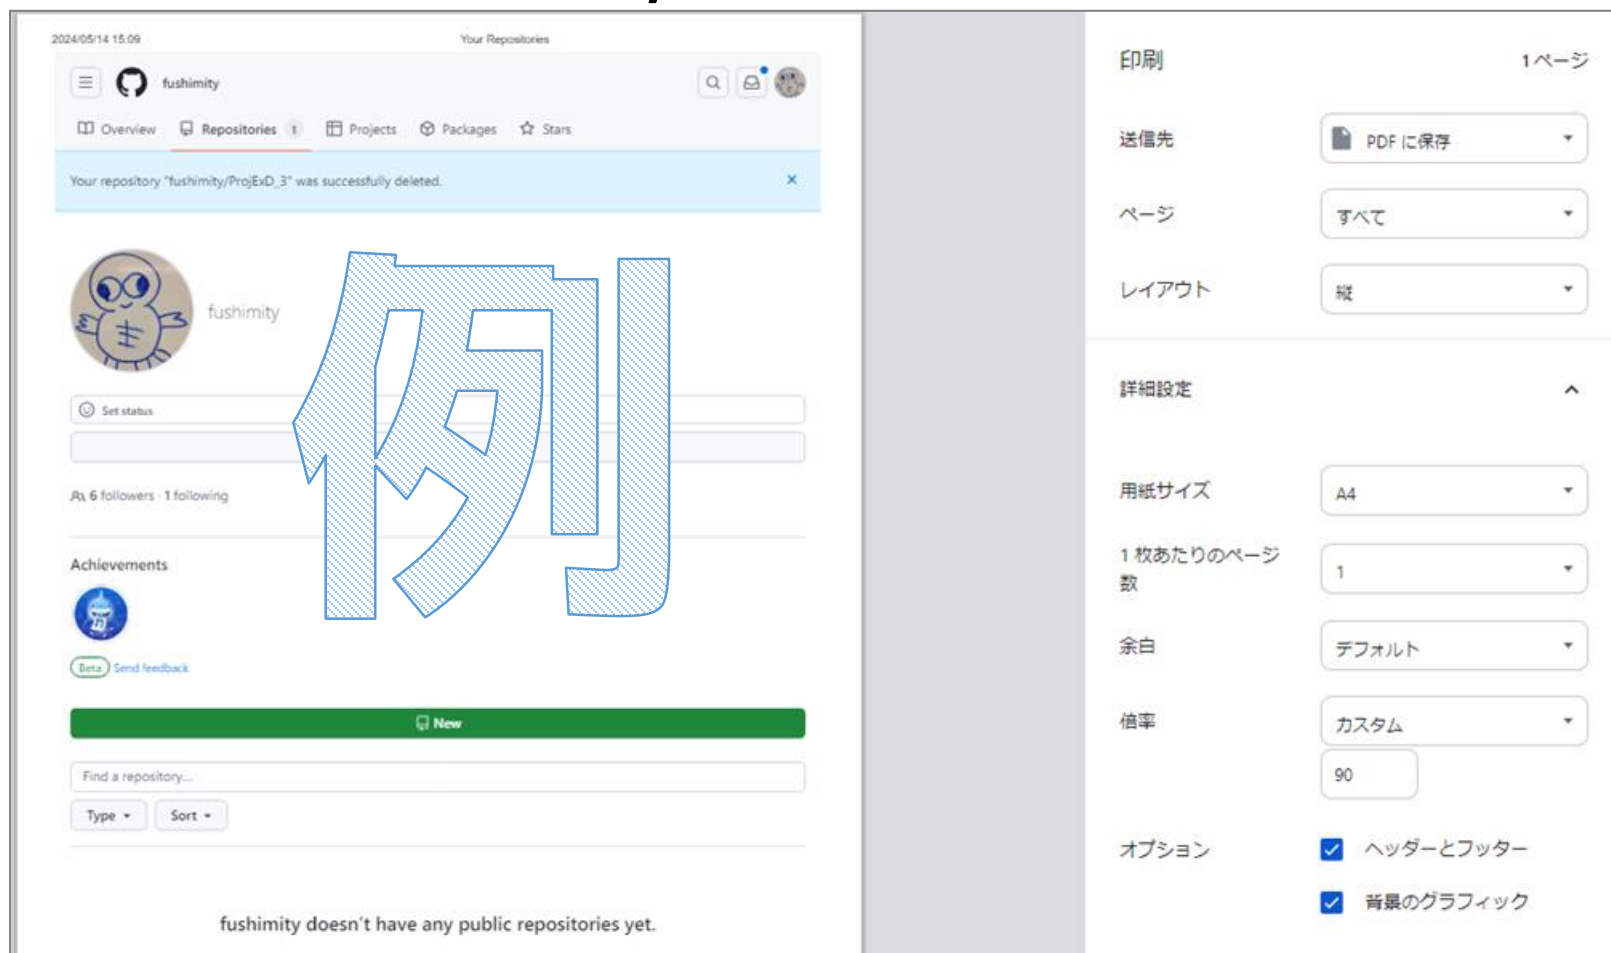 2024/05/14 15:09
Your Repositories
fushimity
Overview
Repositories 1
Projects
Packages
Stars
Your repository "fushimity/ProjExD_3" was successfully deleted.
fushimity
例
Set status
6 followers · 1 following
Achievements
Beta Send feedback
New
Find a repository...
Type
Sort
fushimity doesn't have any public repositories yet.
印刷
1 ページ
送信先
PDF に保存
ページ
すべて
レイアウト
縦
詳細設定
用紙サイズ
A4
1 枚あたりのページ
数
1
余白
デフォルト
倍率
カスタム
90
オプション
ヘッダーとフッター
背景のグラフィック